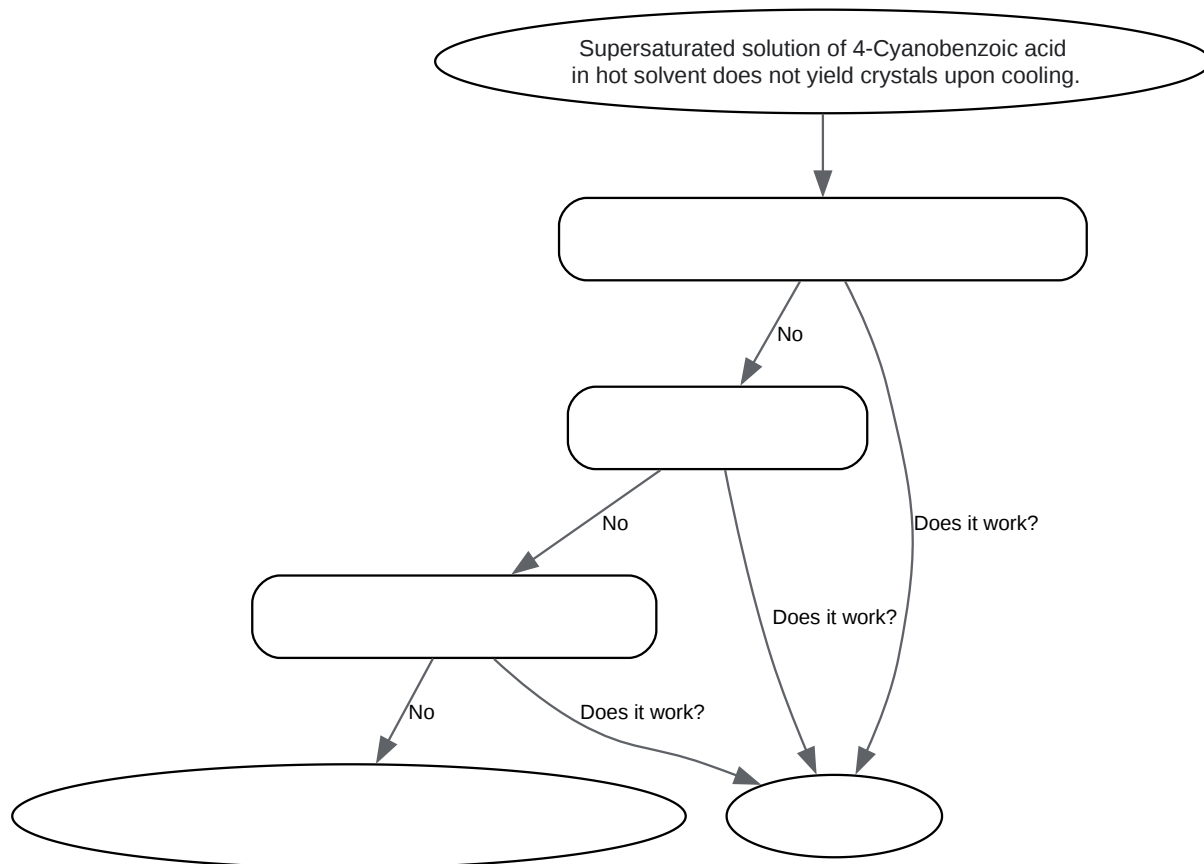 Supersaturated solution of 4-Cyanobenzoic acid
in hot solvent does not yield crystals upon cooling.
No
No
Does it work?
Does it work?
No
Does it work?